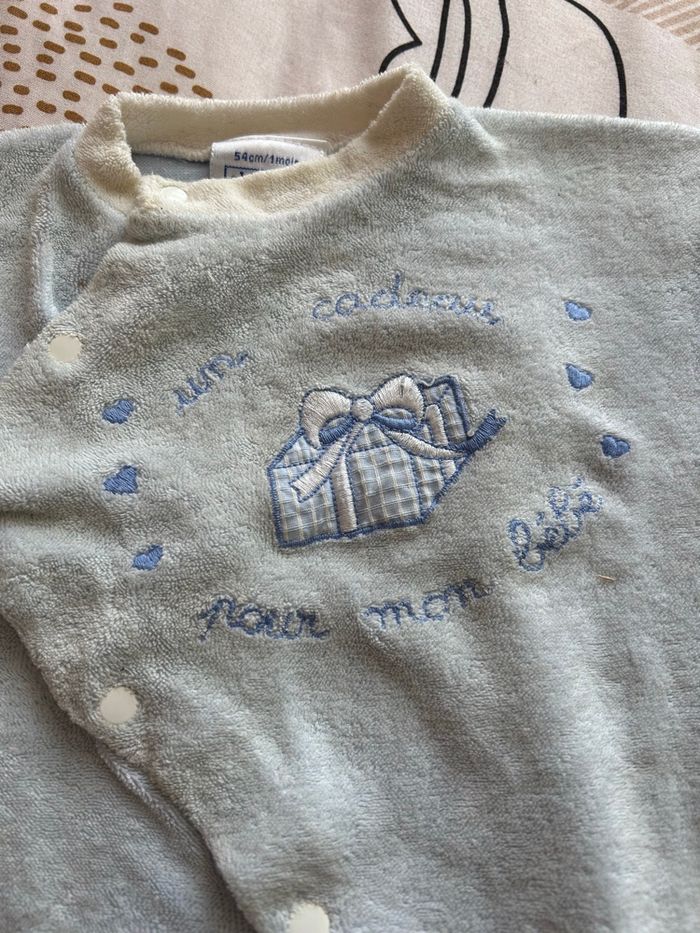 54cm/1mois
un cadeau
pour mon bébé